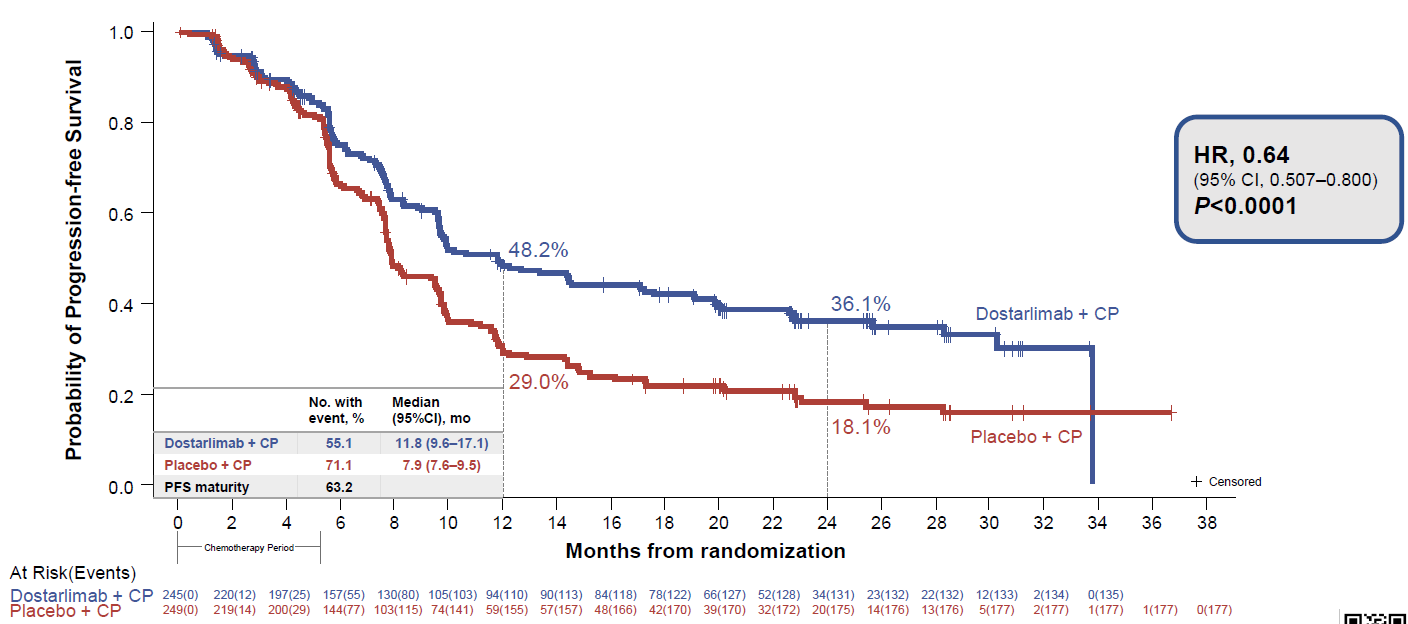 1.0
0.8
0.6
0.4
0.2
0.0
Probability of Progression-free Survival
HR, 0.64
(95% CI, 0.507–0.800)
P<0.0001
48.2%
36.1%
Dostarlimab + CP
29.0%
18.1%
Placebo + CP
No. with event, % Median (95%CI), mo
Dostarlimab + CP 55.1 11.8 (9.6–17.1)
Placebo + CP 71.1 7.9 (7.6–9.5)
PFS maturity 63.2
+ Censored
0 2 4 6 8 10 12 14 16 18 20 22 24 26 28 30 32 34 36 38
Chemotherapy Period
Months from randomization
At Risk(Events)
Dostarlimab + CP 245(0) 220(12) 197(25) 157(55) 130(80) 105(103) 94(110) 90(113) 84(118) 78(122) 66(127) 52(128) 34(131) 23(132) 22(132) 12(133) 2(134) 0(135)
Placebo + CP 249(0) 219(14) 200(29) 144(77) 103(115) 74(141) 59(155) 57(157) 48(166) 42(170) 39(170) 32(172) 20(175) 14(176) 13(176) 5(177) 2(177) 1(177) 1(177) 0(177)